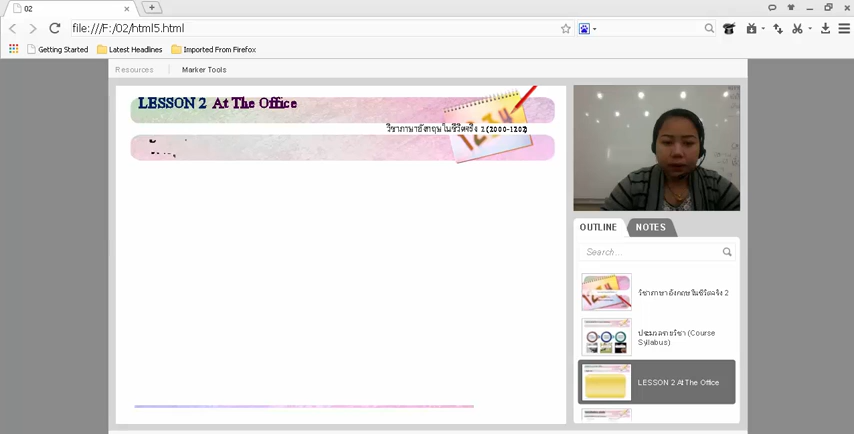 02
file:///F:/02/html5.html
Getting Started
Latest Headlines
Imported From Firefox
Resources
Marker Tools
LESSON 2 At The Office
วิชาภาษาอังกฤษในชีวิตจริง 2 (2000-1202)
OUTLINE
NOTES
Search...
วิชาภาษาอังกฤษในชีวิตจริง 2
ประมวลรายวิชา (Course
Syllabus)
LESSON 2 At The Office